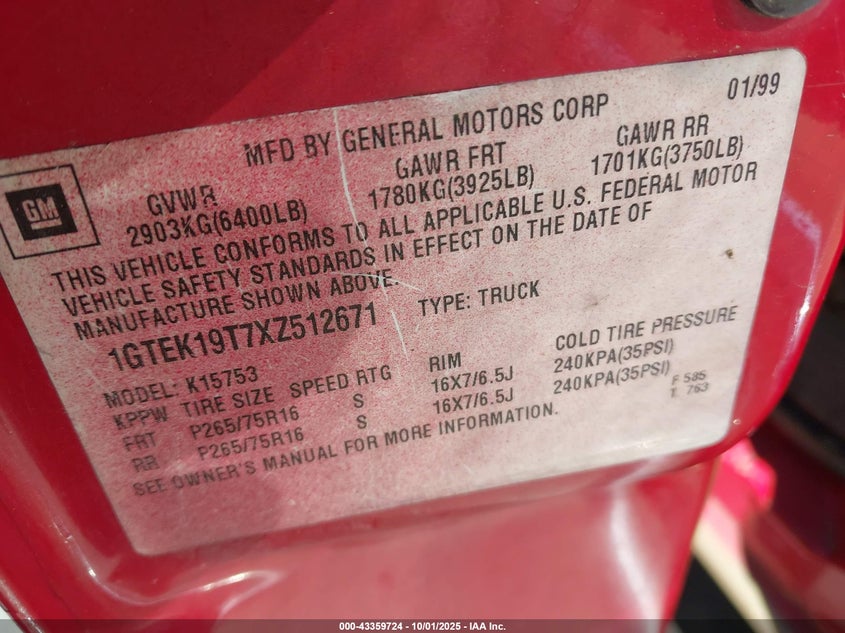 01/99
MFD BY GENERAL MOTORS CORP
GM
GVWR GAWR FRT GAWR RR
2903KG(6400LB) 1780KG(3925LB) 1701KG(3750LB)
THIS VEHICLE CONFORMS TO ALL APPLICABLE U.S. FEDERAL MOTOR
VEHICLE SAFETY STANDARDS IN EFFECT ON THE DATE OF
MANUFACTURE SHOWN ABOVE.
1GTEK19T7XZ512671 TYPE: TRUCK
MODEL: K15753
KPPW TIRE SIZE SPEED RTG RIM COLD TIRE PRESSURE
FRT P265/75R16 S 16X7/6.5J 240KPA(35PSI)
RR P265/75R16 S 16X7/6.5J 240KPA(35PSI)
SEE OWNER'S MANUAL FOR MORE INFORMATION.
F 585
T 763
000-43359724 | 10/01/2025 - IAA Inc.